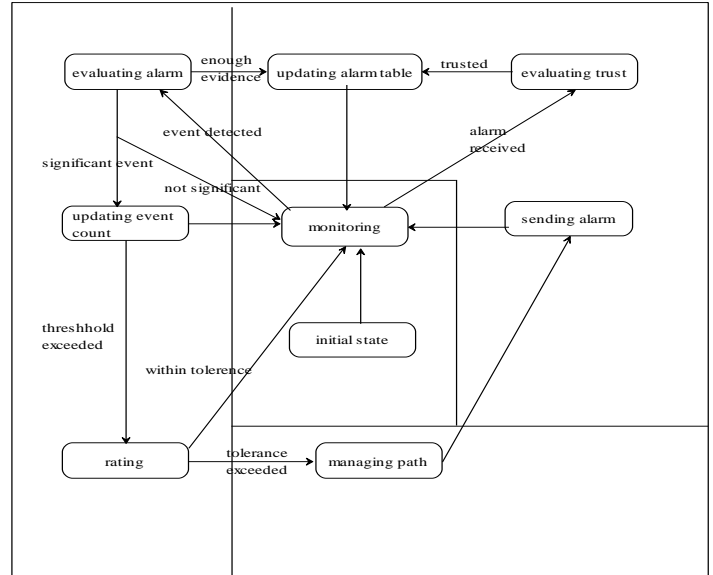 evaluating alarm
enough
evidence
updating alarm table
trusted
evaluating trust
event detected
alarm
received
significant event
not significant
updating event
count
monitoring
sending alarm
threshhold
exceeded
initial state
within tolerence
rating
tolerance
exceeded
managing path